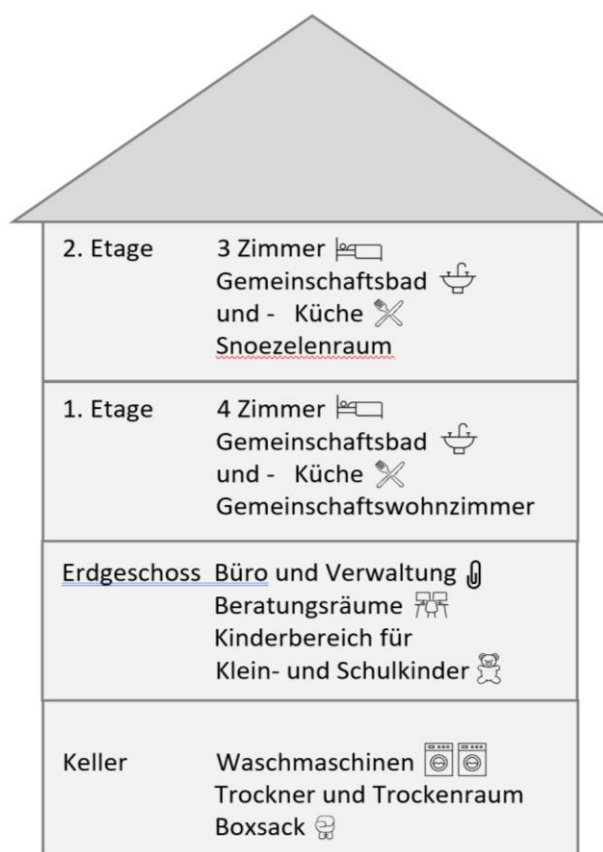 2. Etage 3 Zimmer
Gemeinschaftsbad
und - Küche
Snoezelenraum
1. Etage 4 Zimmer
Gemeinschaftsbad
und - Küche
Gemeinschaftswohnzimmer
Erdgeschoss Büro und Verwaltung
Beratungsräume
Kinderbereich für
Klein- und Schulkinder
Keller Waschmaschinen
Trockner und Trockenraum
Boxsack